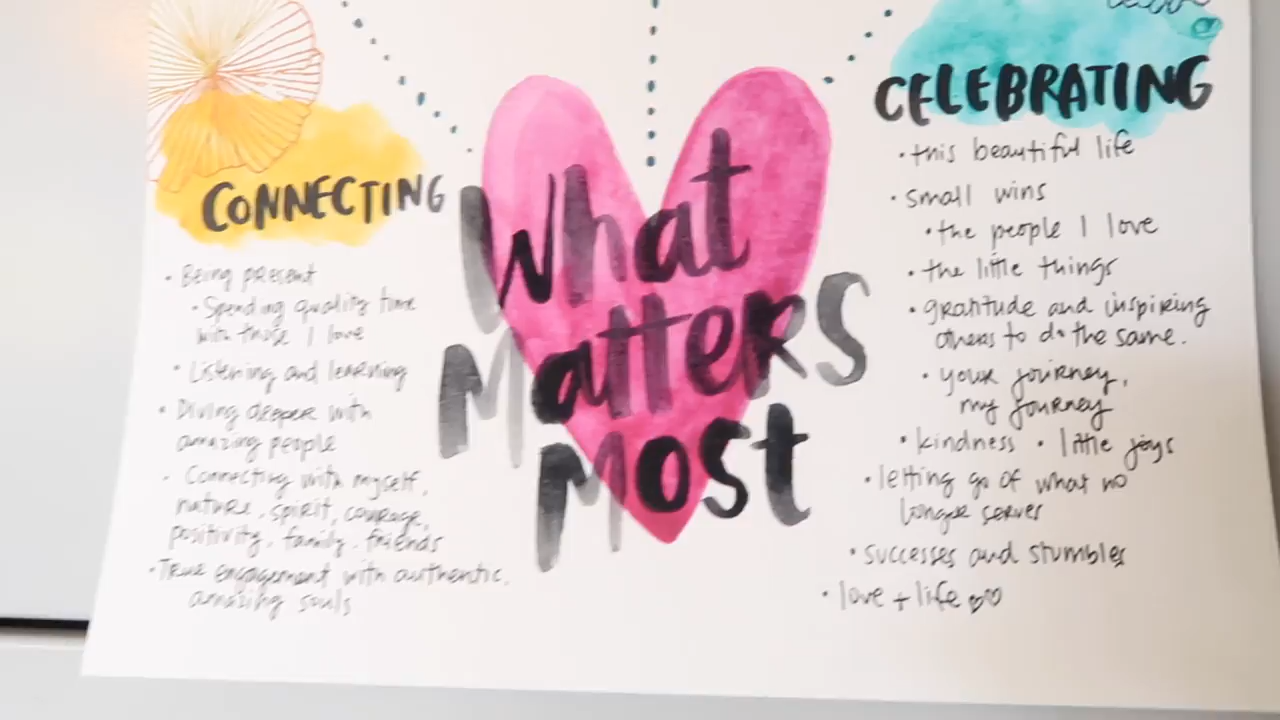 CONNECTING
• Being present
• Spending quality time
with those I love
• Listening and learning
• Diving deeper with
amazing people
• Connecting with myself,
nature, spirit, courage,
positivity, family, friends
• True engagement with authentic,
amazing souls
What
Matters
Most
CELEBRATING
• this beautiful life
• small wins
• the people I love
• the little things
• gratitude and inspiring
others to do the same.
• your journey,
my journey
• kindness • little joys
• letting go of what no
longer serves
• successes and stumbles
• love + life ♡♡